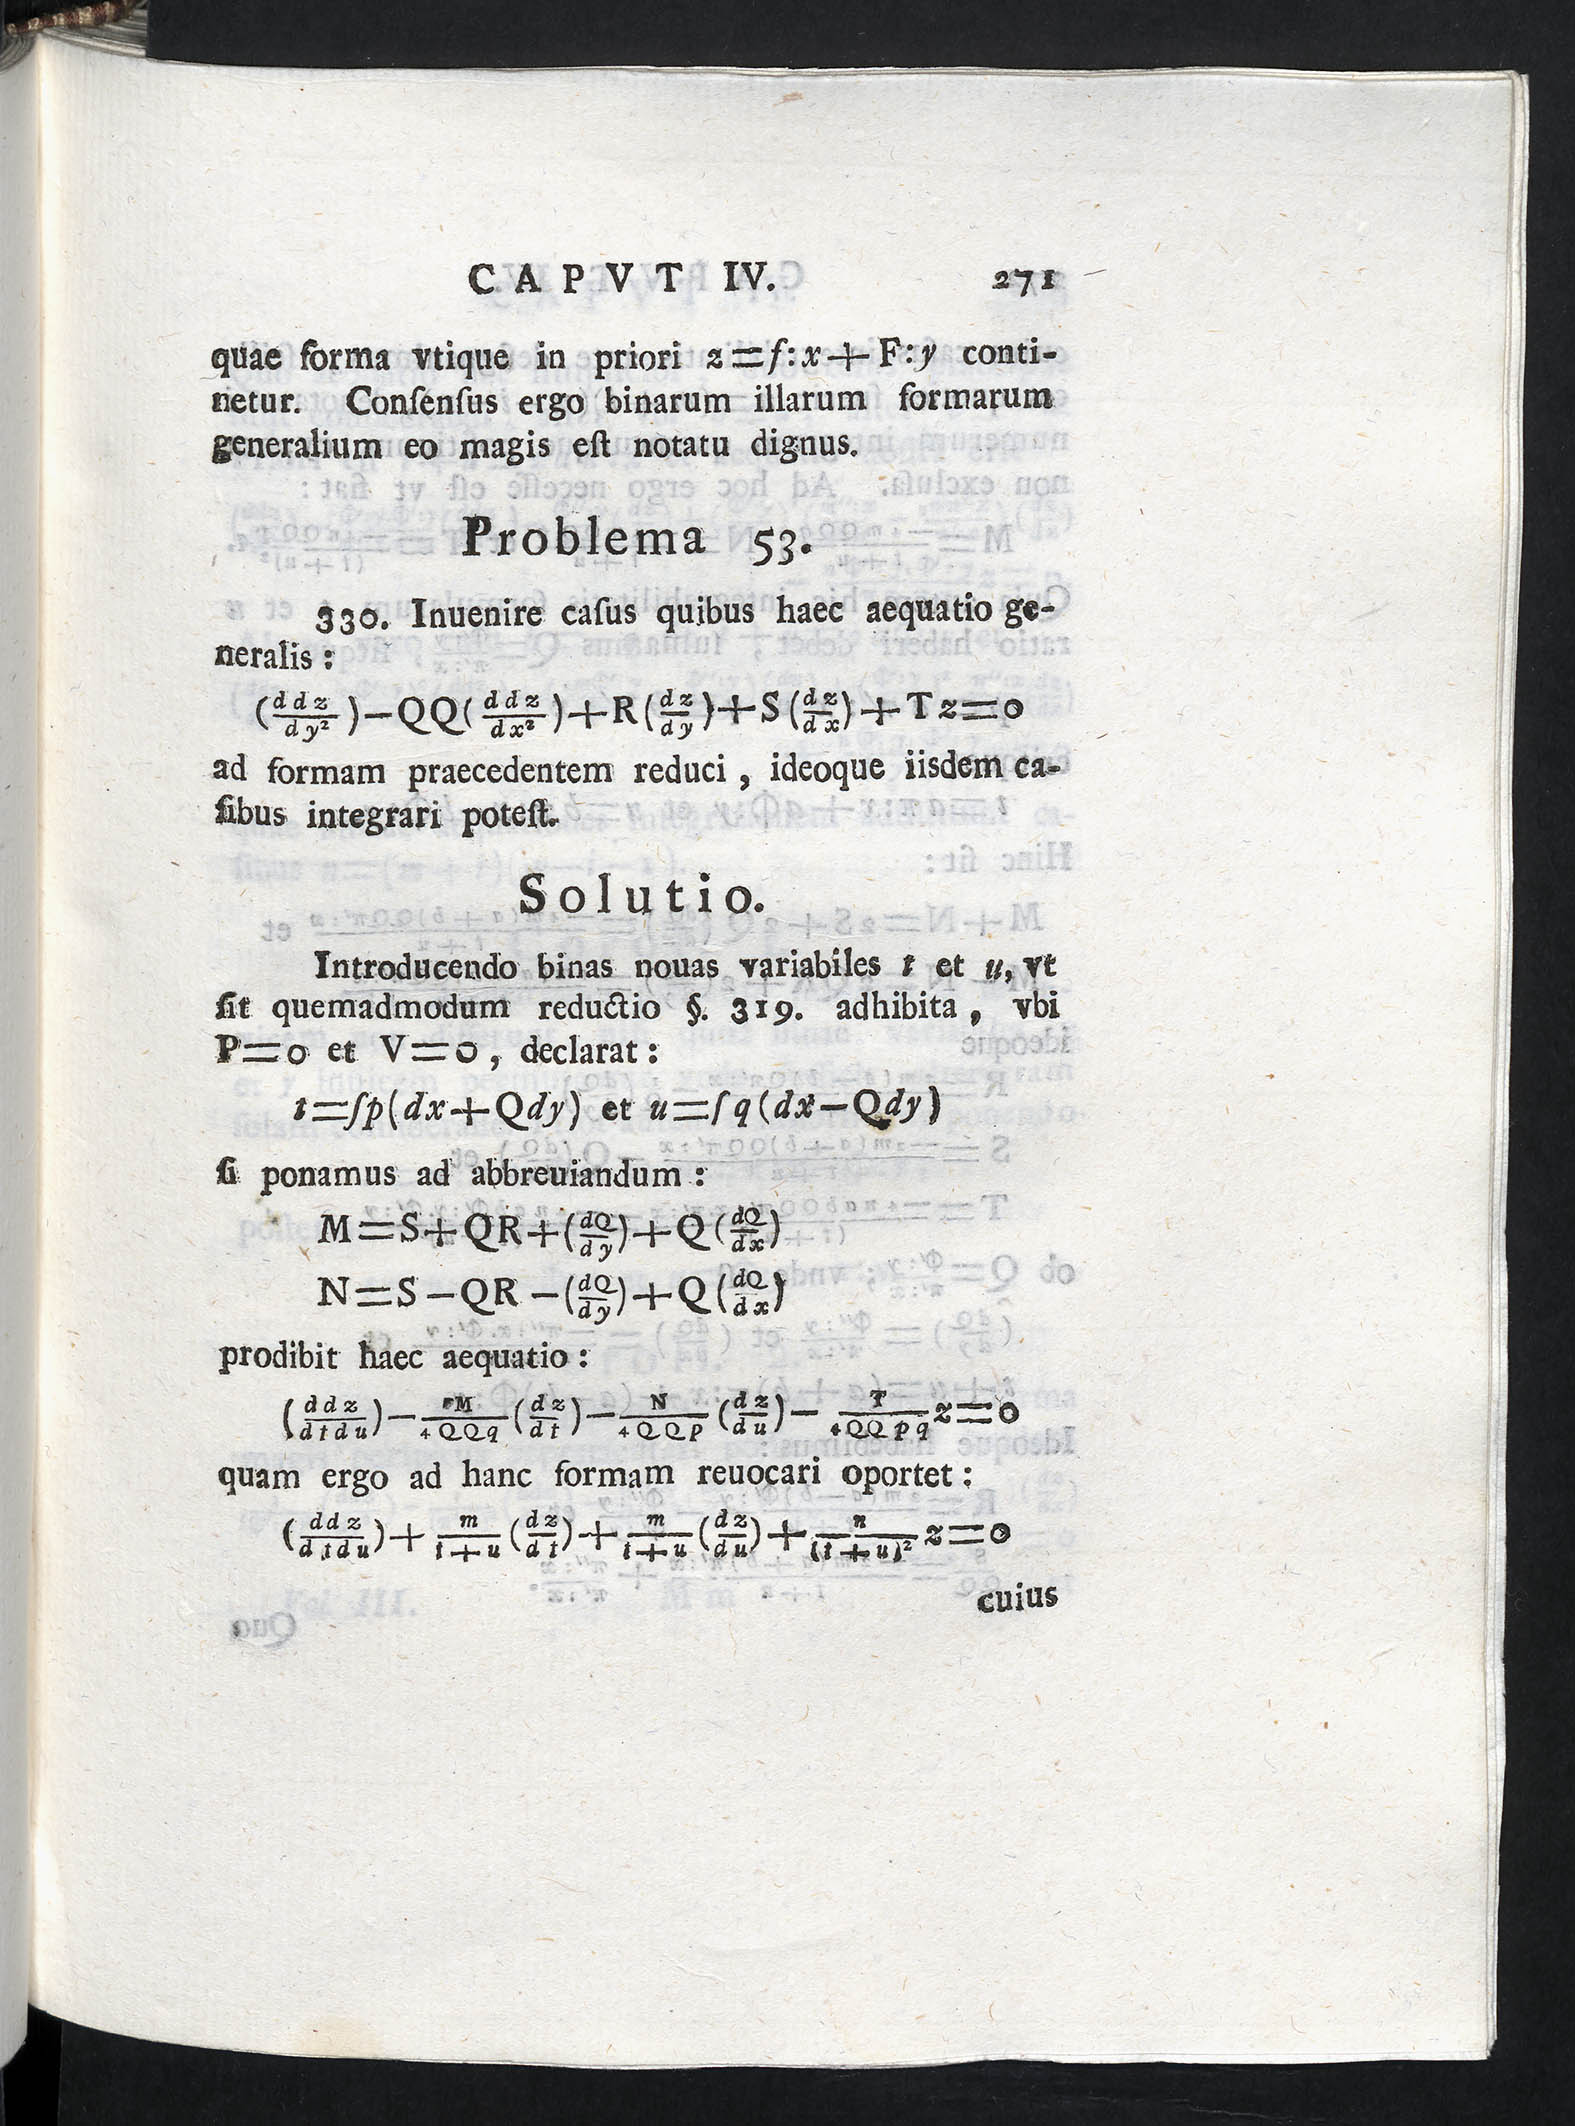 CAPVT IV. 271
quae forma vtique in priori z=f:x+F:y conti-
netur. Conſenſus ergo binarum illarum formarum
generalium eo magis eſt notatu dignus.
Problema 53.
330. Inuenire caſus quibus haec aequatio ge-
neralis:
(ddz/dy²)−QQ(ddz/dx²)+R(dz/dy)+S(dz/dx)+Tz=0
ad formam praecedentem reduci, ideoque iisdem ca-
ſibus integrari poteſt.
Solutio.
Introducendo binas nouas variabiles t et u, vt
ſit quemadmodum reductio §. 319. adhibita, vbi
P=0 et V=0, declarat:
t=∫p(dx+Qdy) et u=∫q(dx−Qdy)
ſi ponamus ad abbreuiandum:
M=S+QR+(dQ/dy)+Q(dQ/dx)
N=S−QR−(dQ/dy)+Q(dQ/dx)
prodibit haec aequatio:
(ddz/dtdu)−M/4QQq(dz/dt)−N/4QQp(dz/du)−T/4QQpq z=0
quam ergo ad hanc formam reuocari oportet:
(ddz/dtdu)+m/t+u(dz/dt)+m/t+u(dz/du)+n/(t+u)² z=0
cuius